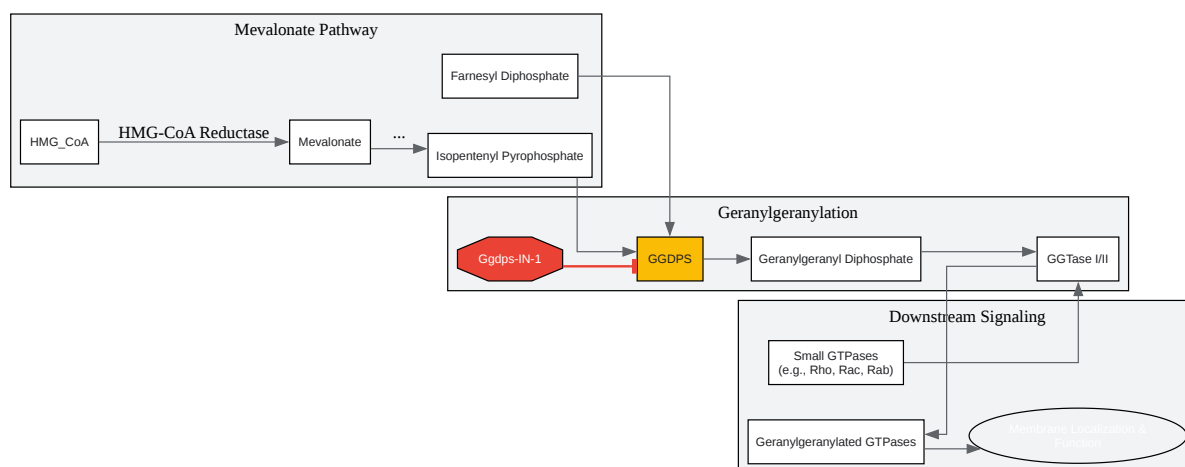 Mevalonate Pathway
Farnesyl Diphosphate
HMG_CoA
HMG-CoA Reductase
Mevalonate
...
Isopentenyl Pyrophosphate
Geranylgeranylation
Ggdps-IN-1
GGDPS
Geranylgeranyl Diphosphate
GGTase I/II
Downstream Signaling
Small GTPases
(e.g., Rho, Rac, Rab)
Geranylgeranylated GTPases
Membrane Localization &
Function